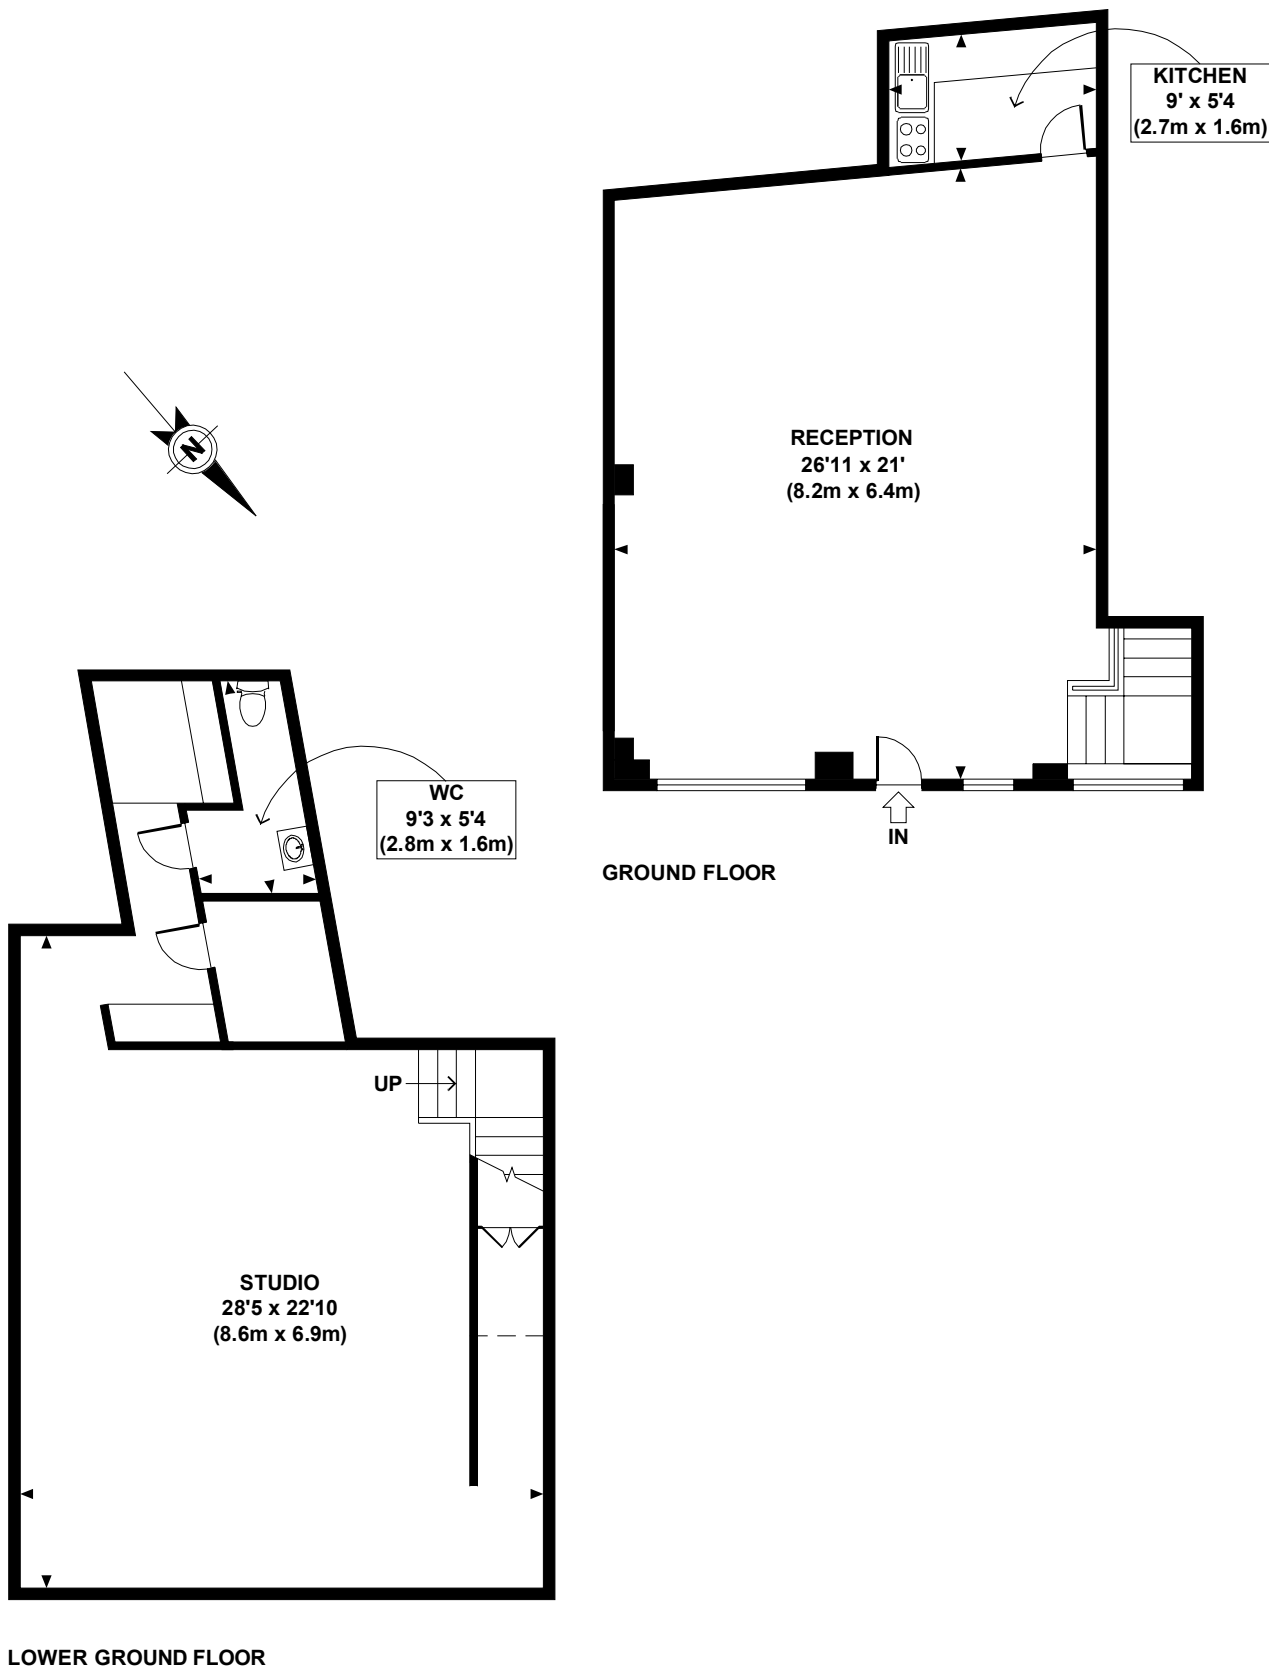 KITCHEN
9' x 5'4
(2.7m x 1.6m)
RECEPTION
26'11 x 21'
(8.2m x 6.4m)
N
WC
9'3 x 5'4
(2.8m x 1.6m)
IN
GROUND FLOOR
UP
STUDIO
28'5 x 22'10
(8.6m x 6.9m)
LOWER GROUND FLOOR